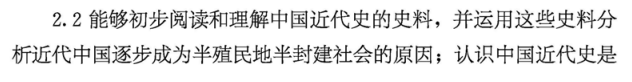 2.2 能够初步阅读和理解中国近代史的史料，并运用这些史料分
析近代中国逐步成为半殖民地半封建社会的原因；认识中国近代史是